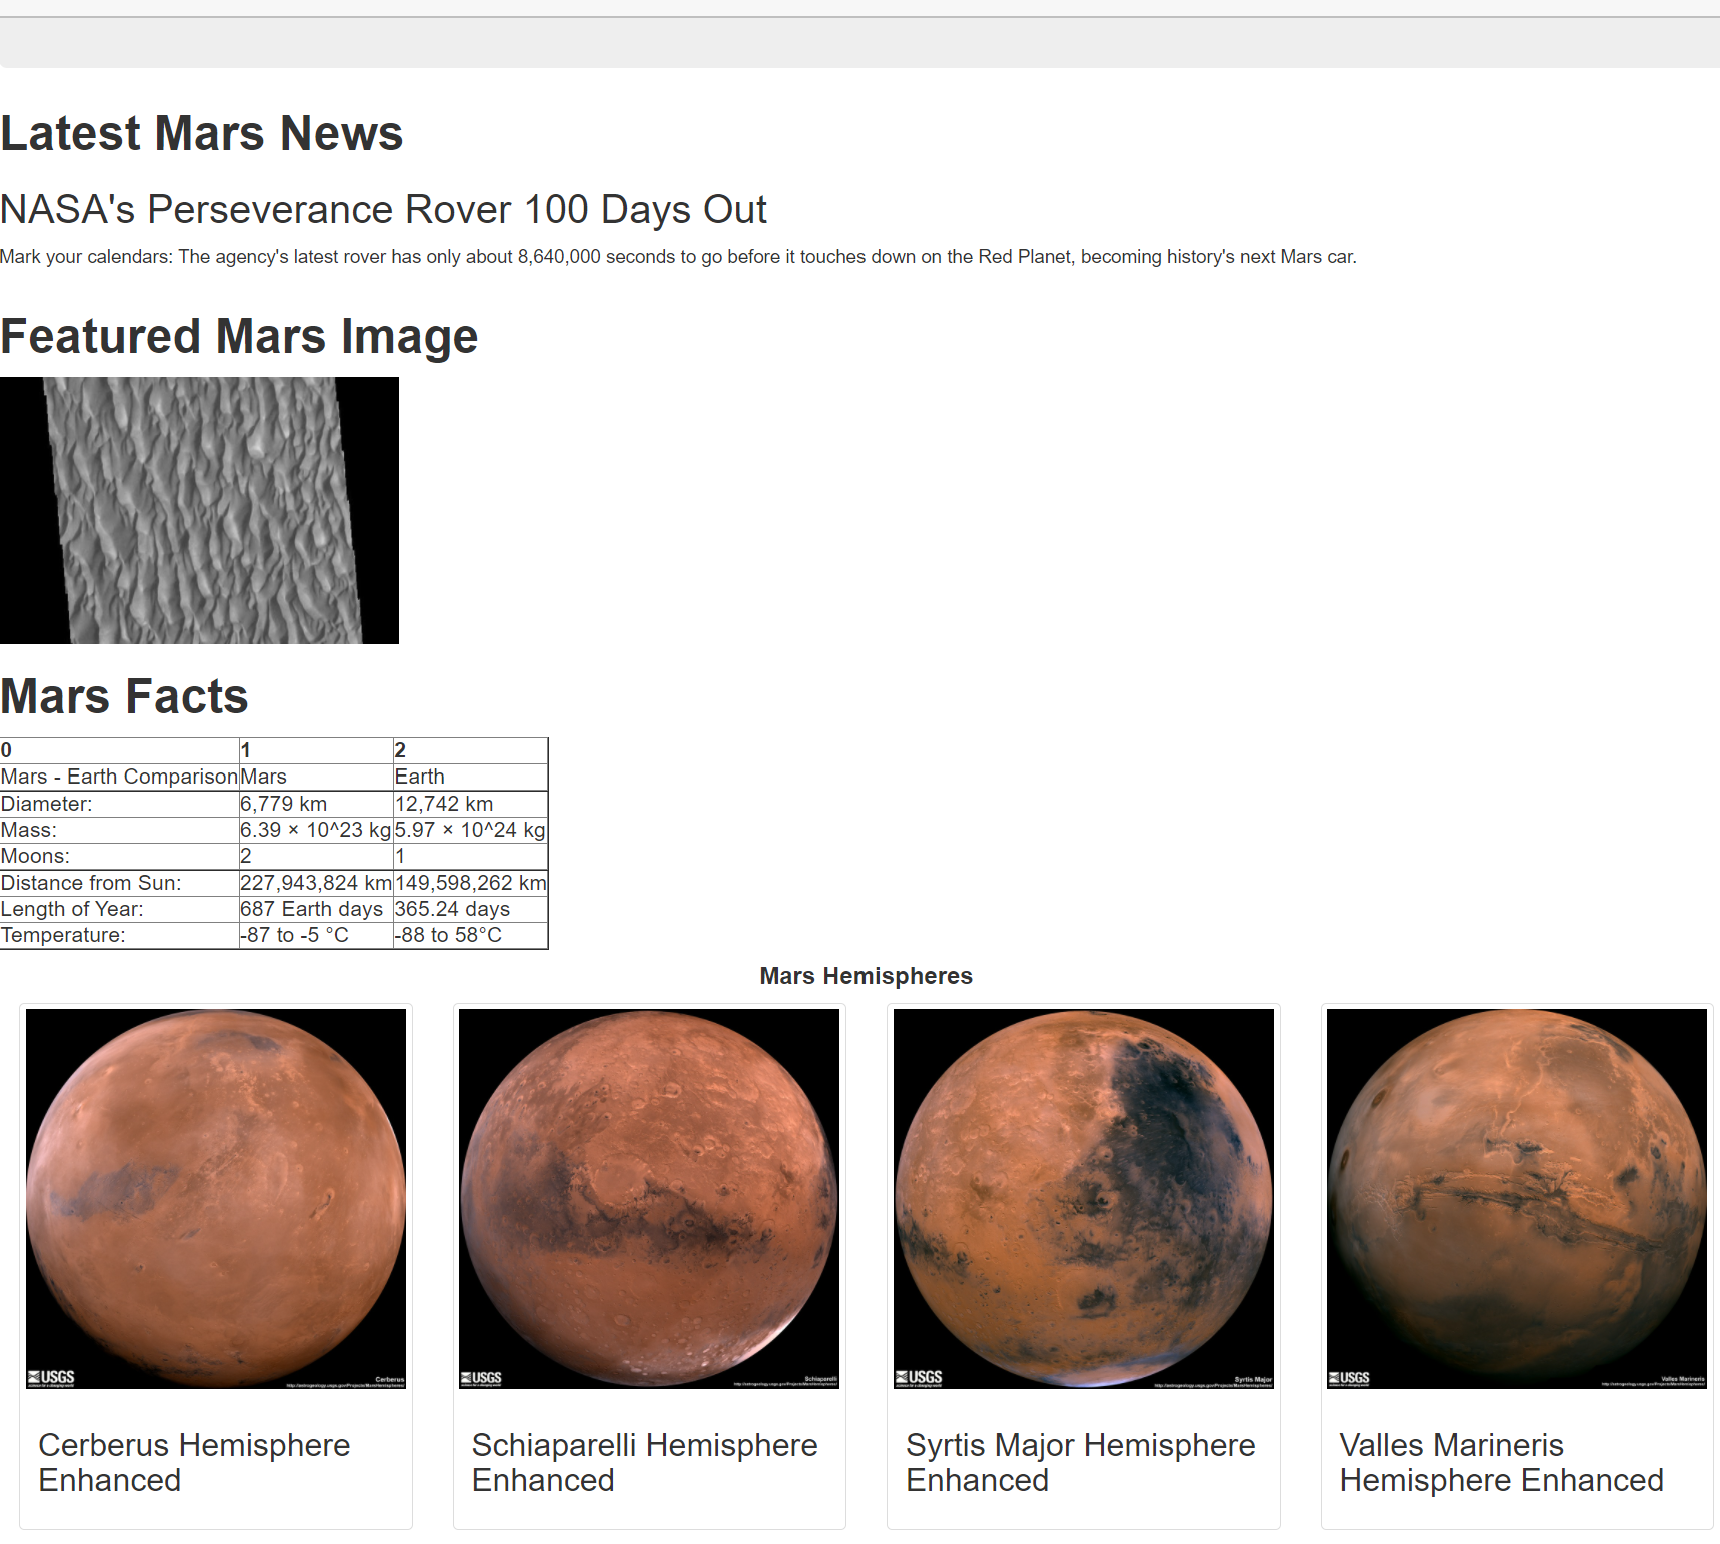 Latest Mars News
NASA's Perseverance Rover 100 Days Out
Mark your calendars: The agency's latest rover has only about 8,640,000 seconds to go before it touches down on the Red Planet, becoming history's next Mars car.
Featured Mars Image
Mars Facts
0 1 2
Mars - Earth Comparison Mars Earth
Diameter: 6,779 km 12,742 km
Mass: 6.39 × 10^23 kg 5.97 × 10^24 kg
Moons: 2 1
Distance from Sun: 227,943,824 km 149,598,262 km
Length of Year: 687 Earth days 365.24 days
Temperature: -87 to -5 °C -88 to 58°C
Mars Hemispheres
USGS Cerberus
USGS Schiaparelli
USGS Syrtis Major
USGS Valles Marineris
Cerberus Hemisphere
Enhanced
Schiaparelli Hemisphere
Enhanced
Syrtis Major Hemisphere
Enhanced
Valles Marineris
Hemisphere Enhanced